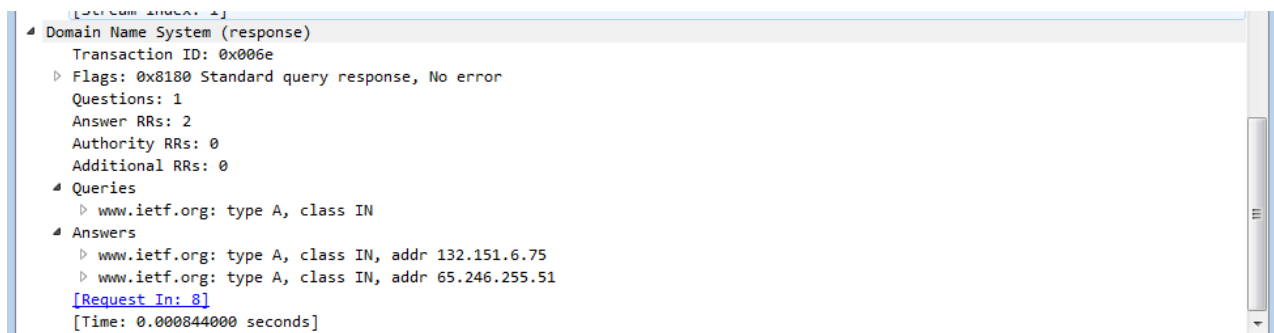 [Stream index: 1]
Domain Name System (response)
Transaction ID: 0x006e
Flags: 0x8180 Standard query response, No error
Questions: 1
Answer RRs: 2
Authority RRs: 0
Additional RRs: 0
Queries
www.ietf.org: type A, class IN
Answers
www.ietf.org: type A, class IN, addr 132.151.6.75
www.ietf.org: type A, class IN, addr 65.246.255.51
[Request In: 8]
[Time: 0.000844000 seconds]